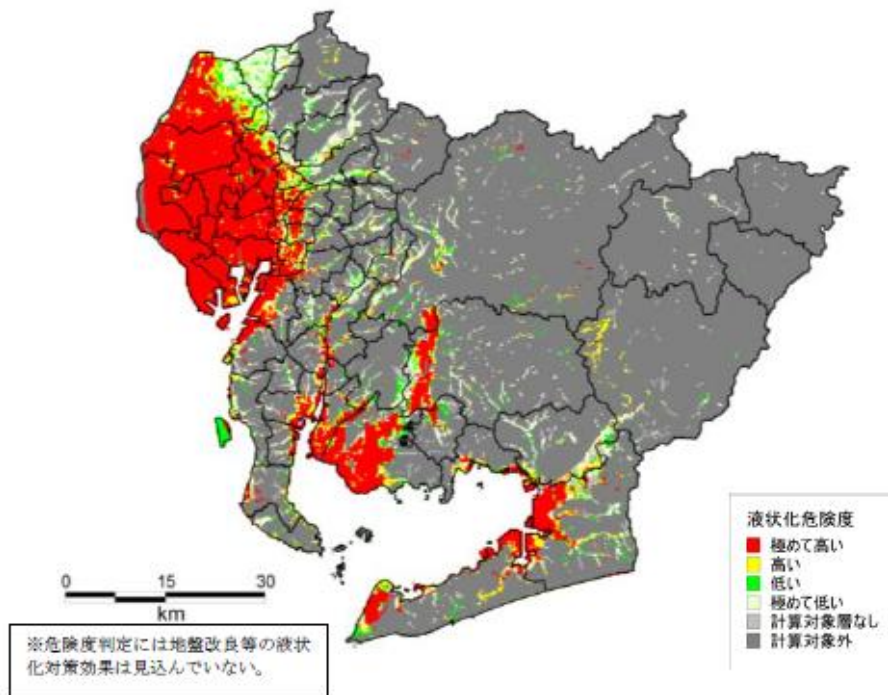 0 15 30
km
※危険度判定には地盤改良等の液状
化対策効果は見込んでいない。
液状化危険度
極めて高い
高い
低い
極めて低い
計算対象層なし
計算対象外